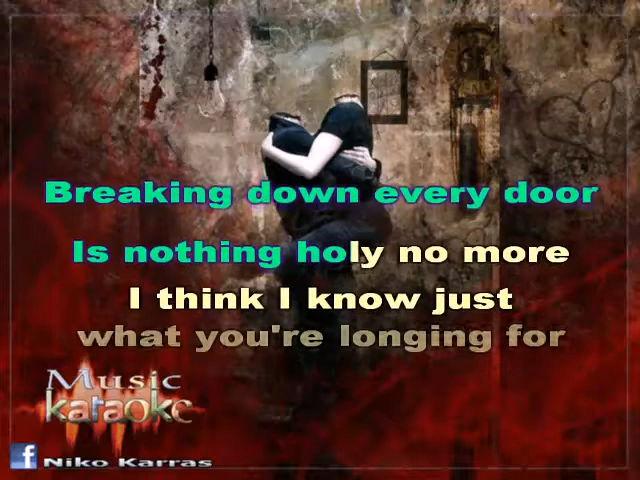 Breaking down every door
Is nothing holy no more
I think I know just
what you're longing for
Music
karaoke
f Niko Karras